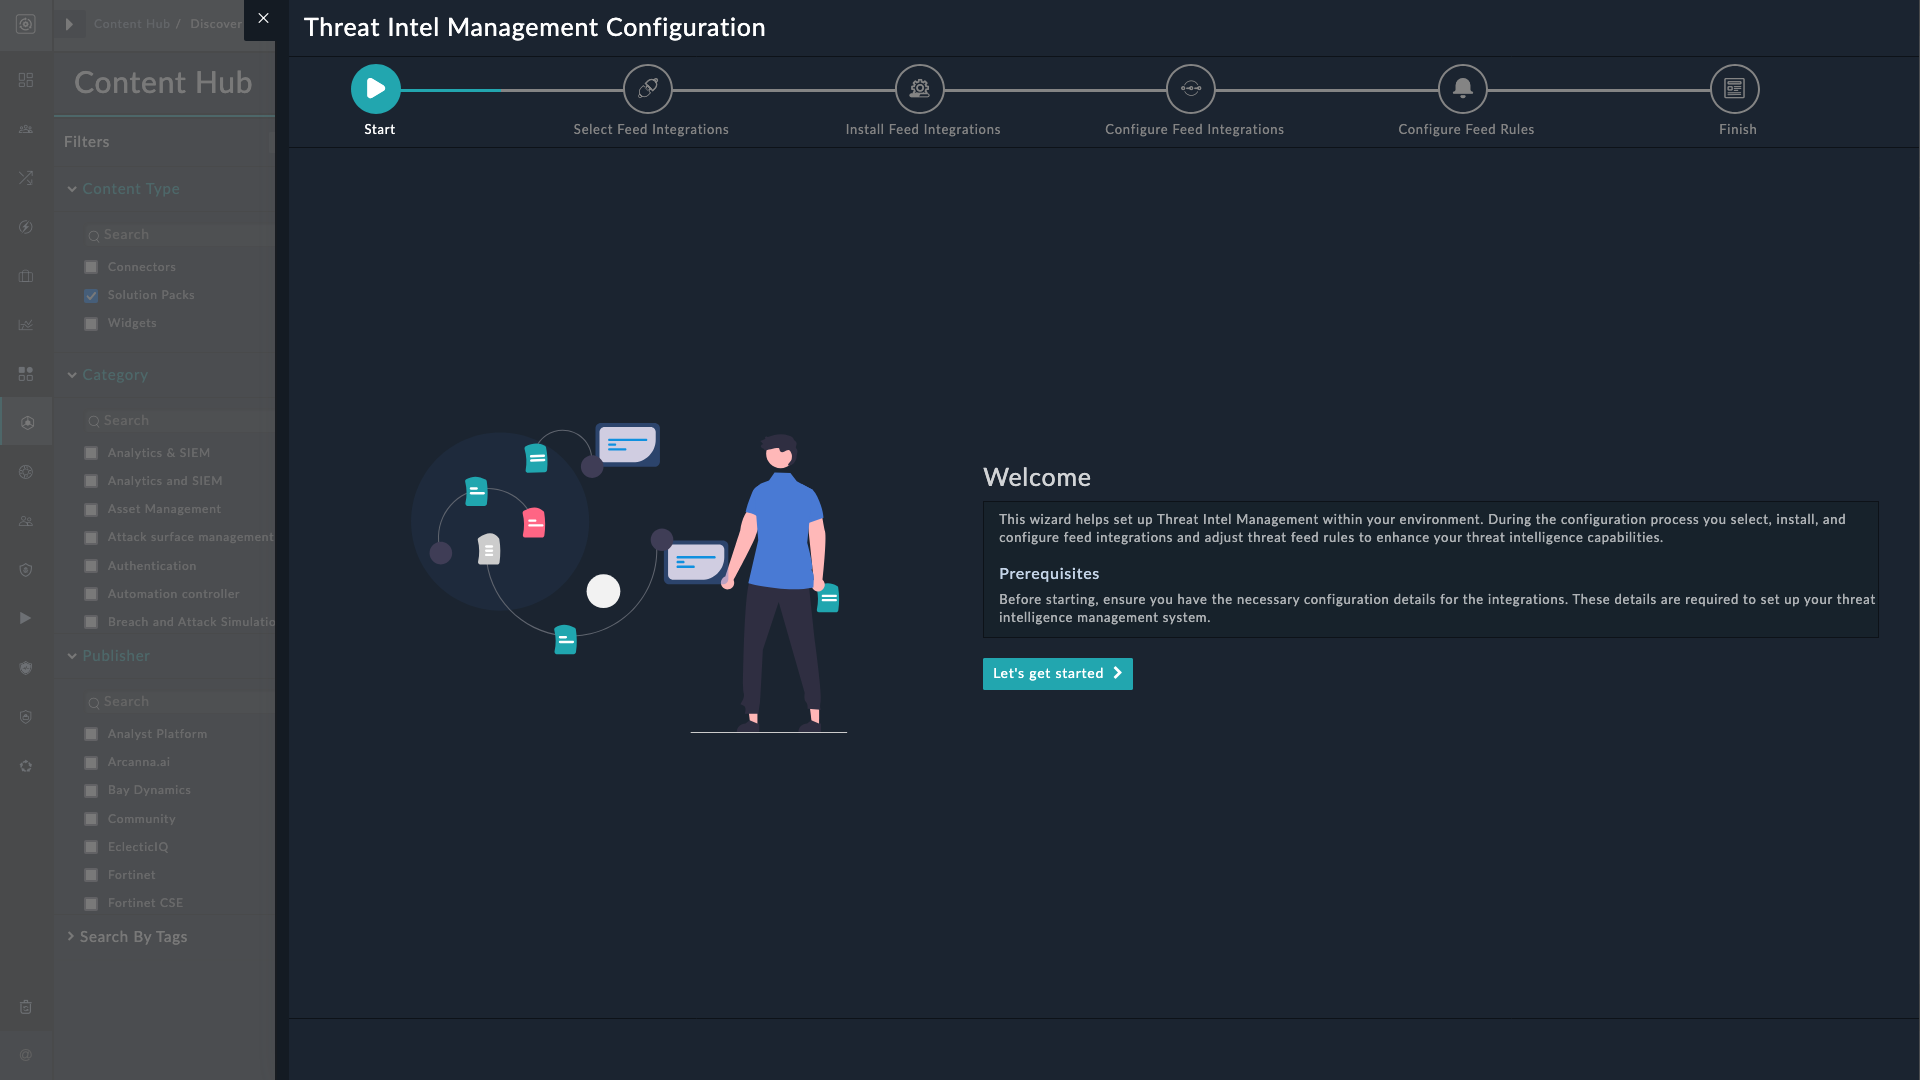 Content Hub / Discover
Threat Intel Management Configuration
Content Hub
Start
Select Feed Integrations
Install Feed Integrations
Configure Feed Integrations
Configure Feed Rules
Finish
Filters
Content Type
Search
Connectors
Solution Packs
Widgets
Category
Search
Analytics & SIEM
Analytics and SIEM
Asset Management
Attack surface management
Authentication
Automation controller
Breach and Attack Simulatio
Publisher
Search
Analyst Platform
Arcanna.ai
Bay Dynamics
Community
EclecticIQ
Fortinet
Fortinet CSE
Search By Tags
Welcome
This wizard helps set up Threat Intel Management within your environment. During the configuration process you select, install, and
configure feed integrations and adjust threat feed rules to enhance your threat intelligence capabilities.
Prerequisites
Before starting, ensure you have the necessary configuration details for the integrations. These details are required to set up your threat
intelligence management system.
Let's get started